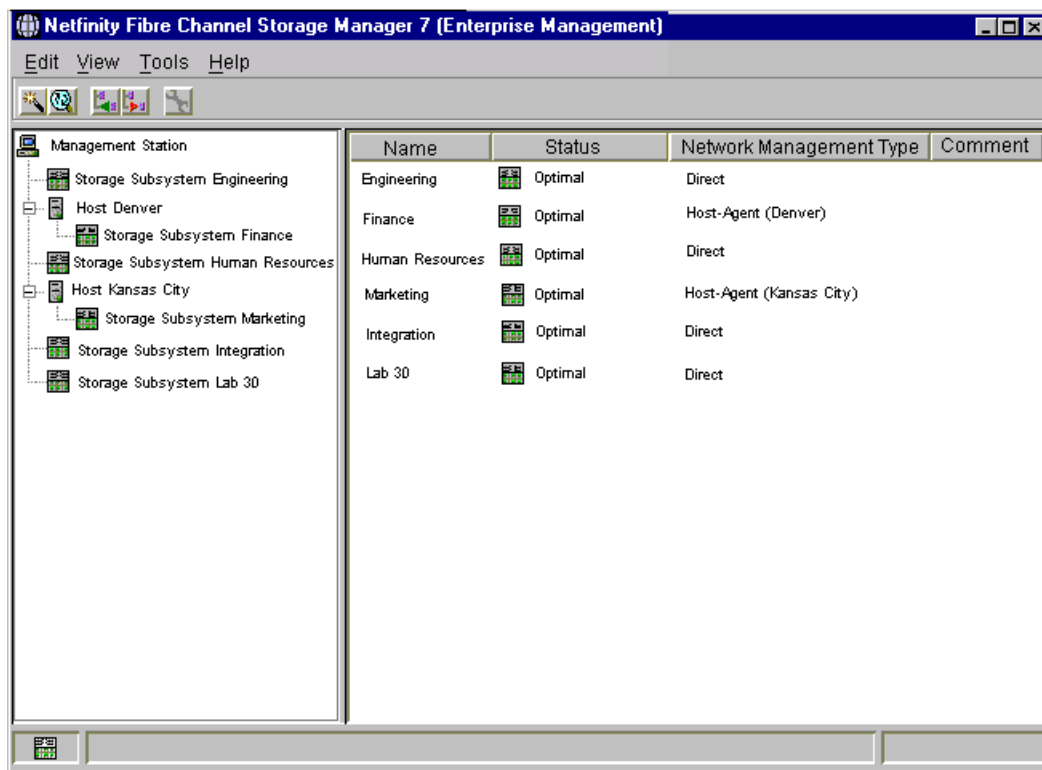 Netfinity Fibre Channel Storage Manager 7 (Enterprise Management)
Edit View Tools Help
Management Station
Storage Subsystem Engineering
Host Denver
Storage Subsystem Finance
Storage Subsystem Human Resources
Host Kansas City
Storage Subsystem Marketing
Storage Subsystem Integration
Storage Subsystem Lab 30
Name Status Network Management Type Comment
Engineering Optimal Direct
Finance Optimal Host-Agent (Denver)
Human Resources Optimal Direct
Marketing Optimal Host-Agent (Kansas City)
Integration Optimal Direct
Lab 30 Optimal Direct